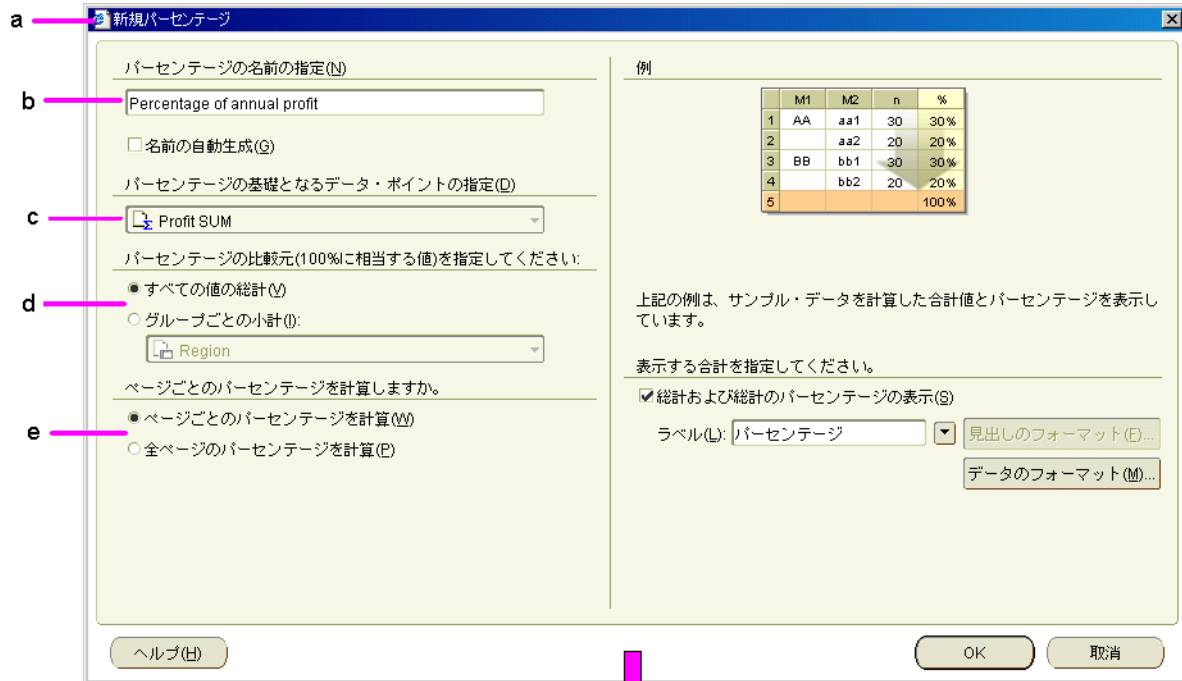 a
新規パーセンテージ
パーセンテージの名前の指定(N)
b
Percentage of annual profit
名前の自動生成(G)
パーセンテージの基礎となるデータ・ポイントの指定(D)
c
Profit SUM
パーセンテージの比較元(100%に相当する値)を指定してください:
d
すべての値の総計(V)
グループごとの小計(I):
Region
ページごとのパーセンテージを計算しますか。
e
ページごとのパーセンテージを計算(W)
全ページのパーセンテージを計算(P)
例
M1 M2 n %
1 AA aa1 30 30%
2 aa2 20 20%
3 BB bb1 30 30%
4 bb2 20 20%
5 100%
上記の例は、サンプル・データを計算した合計値とパーセンテージを表示し
ています。
表示する合計を指定してください。
総計および総計のパーセンテージの表示(S)
ラベル(L): パーセンテージ 見出しのフォーマット(F)...
データのフォーマット(M)...
ヘルプ(H) OK 取消